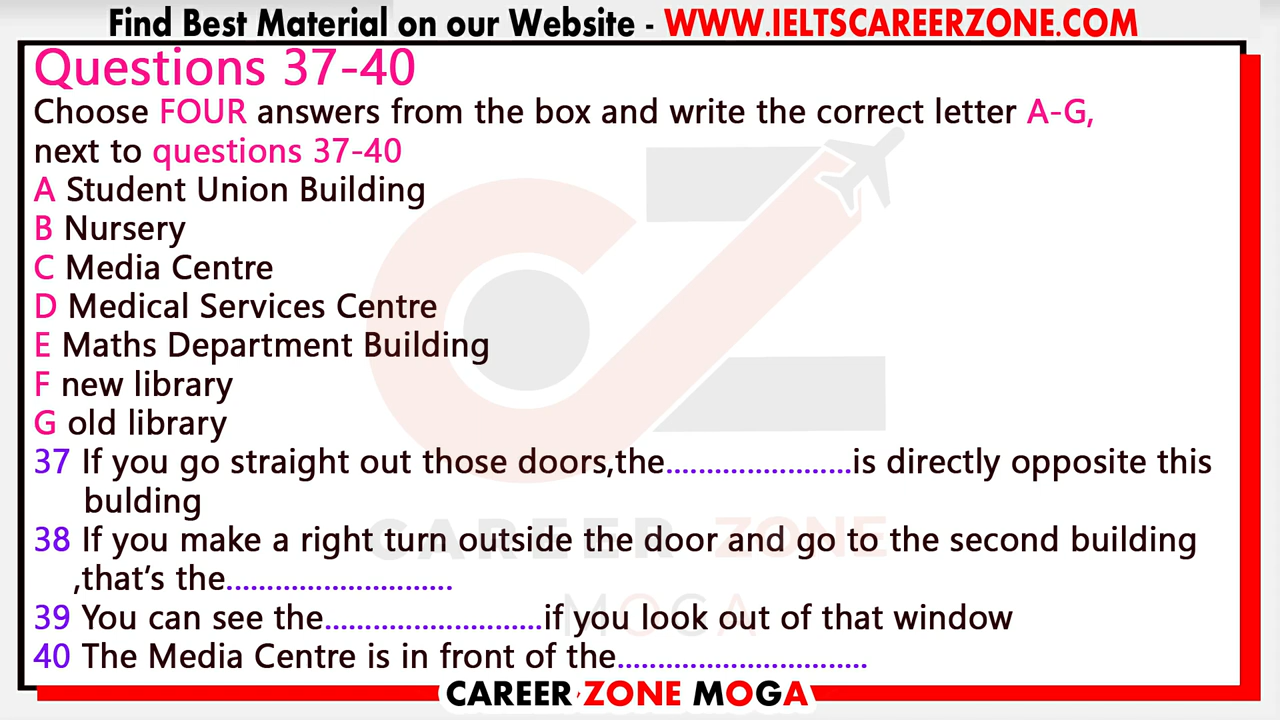 Find Best Material on our Website - WWW.IELTSCAREERZONE.COM
Questions 37-40
Choose FOUR answers from the box and write the correct letter A-G,
next to questions 37-40
A Student Union Building
B Nursery
C Media Centre
D Medical Services Centre
E Maths Department Building
F new library
G old library
37 If you go straight out those doors,the.......................is directly opposite this
bulding
38 If you make a right turn outside the door and go to the second building
,that’s the............................
39 You can see the...........................if you look out of that window
40 The Media Centre is in front of the...............................
CAREER ZONE
MOGA
CAREER ZONE MOGA